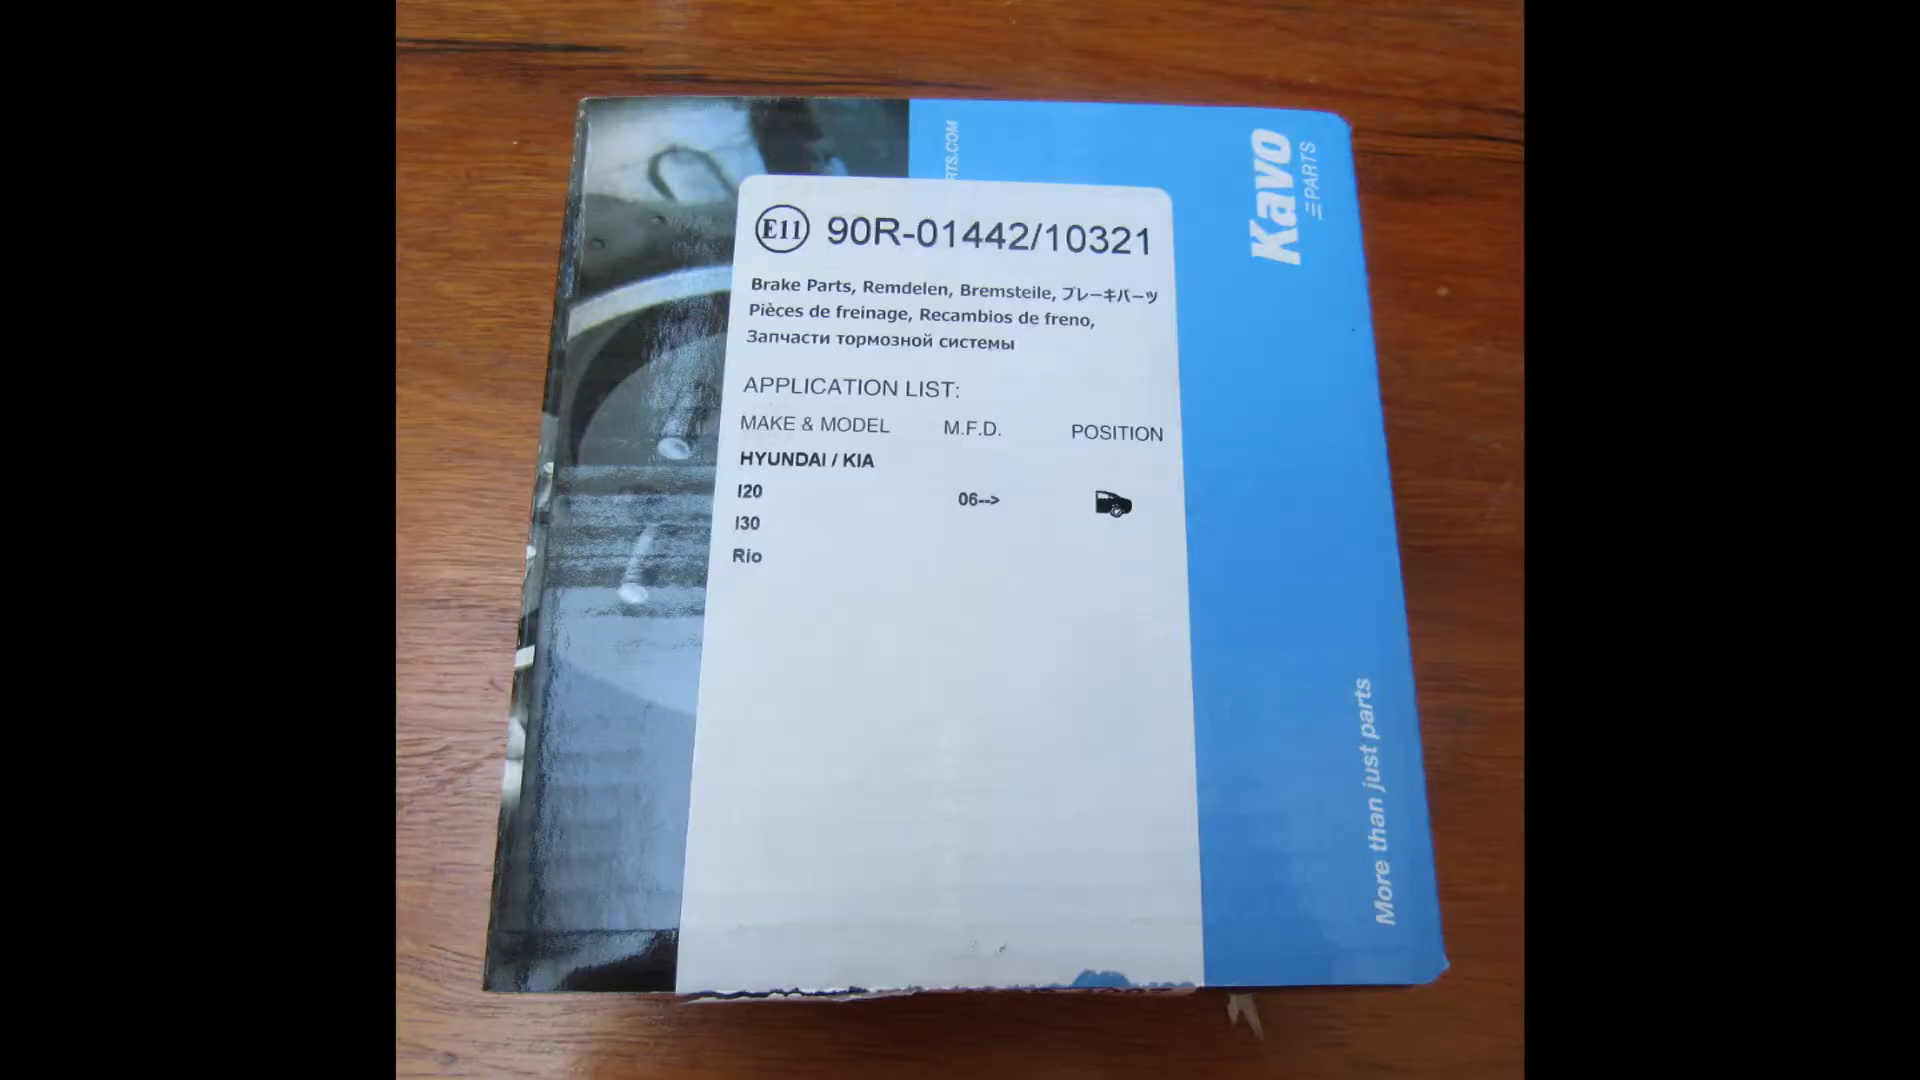 RTS.COM
Kavo
PARTS
E11 90R-01442/10321
Brake Parts, Remdelen, Bremsteile, ブレーキパーツ
Pièces de freinage, Recambios de freno,
Запчасти тормозной системы
APPLICATION LIST:
MAKE & MODEL M.F.D. POSITION
HYUNDAI / KIA
I20 06-->
I30
Rio
More than just parts